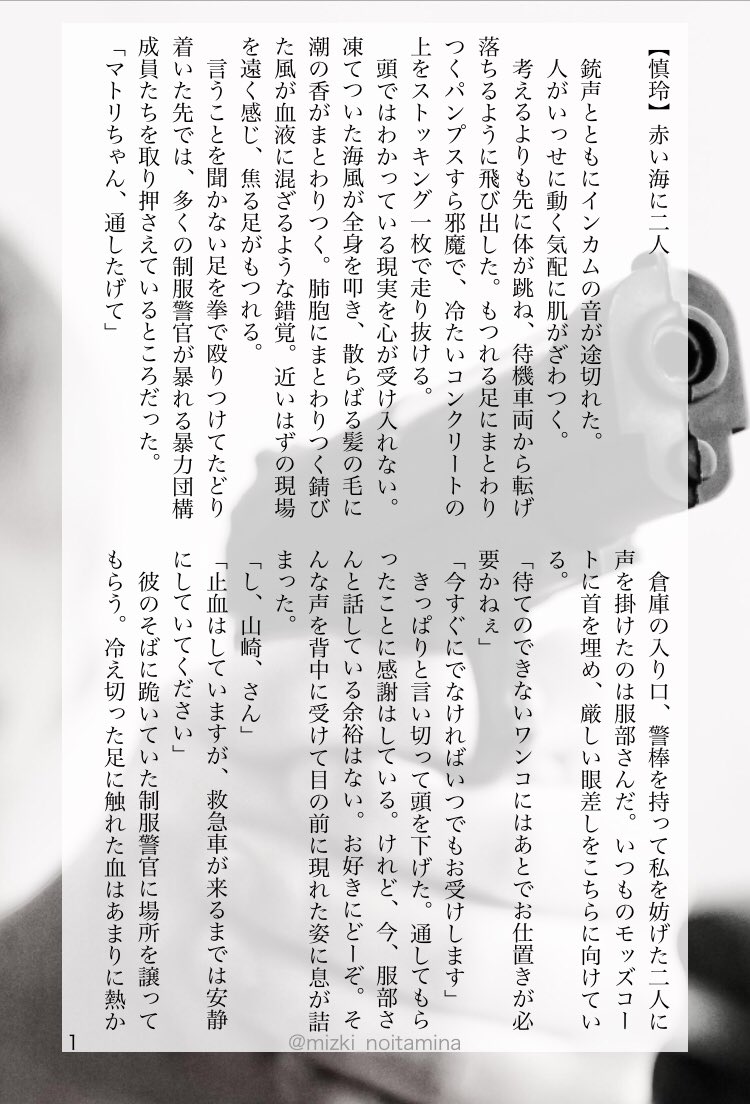 【慎玲】赤い海に二人
銃声とともにインカムの音が途切れた。
人がいっせいに動く気配に肌がざわつく。
考えるよりも先に体が跳ね、待機車両から転げ
落ちるように飛び出した。もつれる足にまとわり
つくパンプスすら邪魔で、冷たいコンクリートの
上をストッキング一枚で走り抜ける。
頭ではわかっている現実を心が受け入れない。
凍てついた海風が全身を叩き、散らばる髪の毛に
潮の香がまとわりつく。肺胞にまとわりつく錆び
た風が血液に混ざるような錯覚。近いはずの現場
を遠く感じ、焦る足がもつれる。
言うことを聞かない足を拳で殴りつけてたどり
着いた先では、多くの制服警官が暴れる暴力団構
成員たちを取り押さえているところだった。
「マトリちゃん、通したげて」
倉庫の入り口、警棒を持って私を妨げた二人に
声を掛けたのは服部さんだ。いつものモッズコー
トに首を埋め、厳しい眼差しをこちらに向けてい
る。
「待てのできないワンコにはあとでお仕置きが必
要かねぇ」
「今すぐにでなければいつでもお受けします」
きっぱりと言い切って頭を下げた。通してもら
ったことに感謝はしている。けれど、今、服部さ
んと話している余裕はない。お好きにどーぞ。そ
んな声を背中に受けて目の前に現れた姿に息が詰
まった。
「し、山崎、さん」
「止血はしていますが、救急車が来るまでは安静
にしていてください」
彼のそばに跪いていた制服警官に場所を譲って
もらう。冷え切った足に触れた血はあまりに熱か
1
@mizki_noitamina